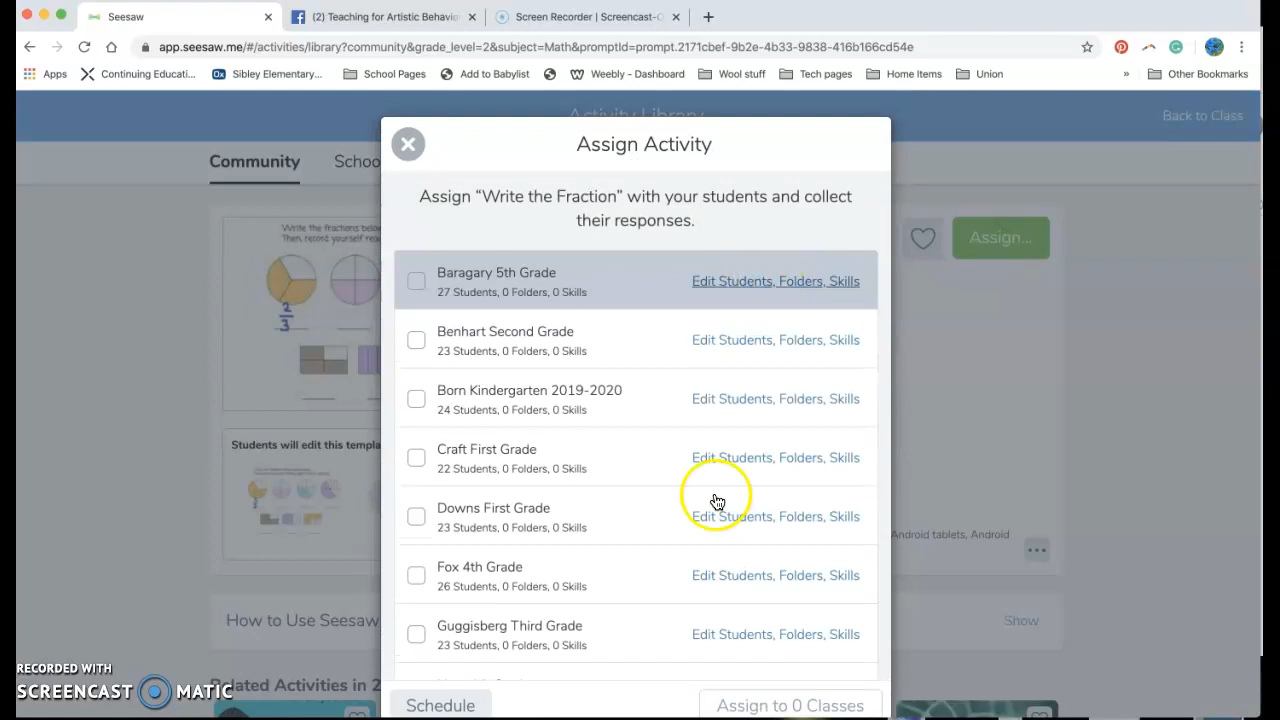 Seesaw
(2) Teaching for Artistic Behavio
Screen Recorder | Screencast-O
app.seesaw.me/#/activities/library?community&grade_level=2&subject=Math&promptId=prompt.2171cbef-9b2e-4b33-9838-416b166cd54e
Apps
Continuing Educati...
Sibley Elementary...
School Pages
Add to Babylist
Weebly - Dashboard
Wool stuff
Tech pages
Home Items
Union
»
Other Bookmarks
Activity Library
Back to Class
Community
Schoo
Assign Activity
Assign “Write the Fraction” with your students and collect
their responses.
Write the fractions belo
Then, record yourself rea
2
3
Assign...
Baragary 5th Grade
27 Students, 0 Folders, 0 Skills
Edit Students, Folders, Skills
Benhart Second Grade
23 Students, 0 Folders, 0 Skills
Edit Students, Folders, Skills
Born Kindergarten 2019-2020
24 Students, 0 Folders, 0 Skills
Edit Students, Folders, Skills
Craft First Grade
22 Students, 0 Folders, 0 Skills
Edit Students, Folders, Skills
Downs First Grade
23 Students, 0 Folders, 0 Skills
Edit Students, Folders, Skills
Fox 4th Grade
26 Students, 0 Folders, 0 Skills
Edit Students, Folders, Skills
Guggisberg Third Grade
23 Students, 0 Folders, 0 Skills
Edit Students, Folders, Skills
Students will edit this templa
Android tablets, Android
How to Use Seesaw
Show
Related Activities in 2
Schedule
Assign to 0 Classes
RECORDED WITH
SCREENCAST MATIC